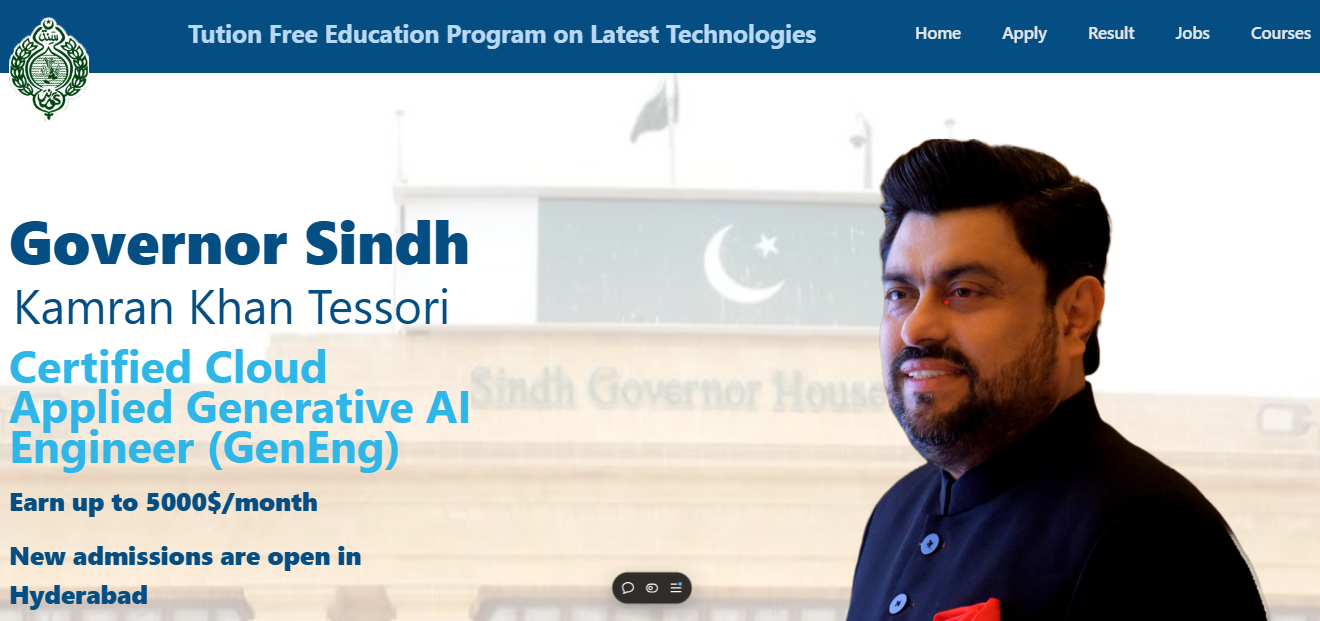 Tution Free Education Program on Latest Technologies
Home Apply Result Jobs Courses
Governor Sindh
Kamran Khan Tessori
Certified Cloud
Applied Generative AI
Engineer (GenEng)
Earn up to 5000$/month
New admissions are open in
Hyderabad
Sindh Governor House